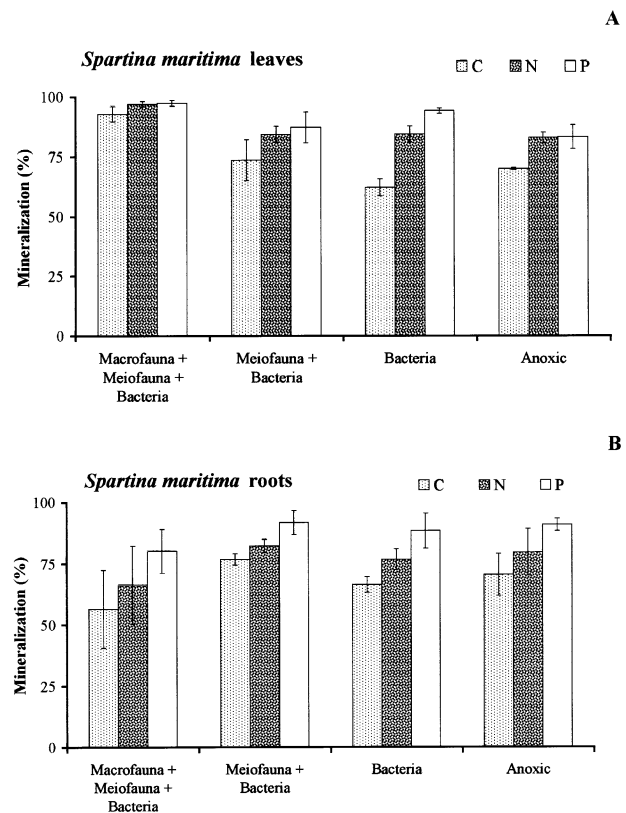 A
Spartina maritima leaves
C N P
100
75
50
25
0
Mineralization (%)
Macrofauna +
Meiofauna +
Bacteria
Meiofauna +
Bacteria
Bacteria
Anoxic
B
Spartina maritima roots
C N P
100
75
50
25
0
Mineralization (%)
Macrofauna +
Meiofauna +
Bacteria
Meiofauna +
Bacteria
Bacteria
Anoxic